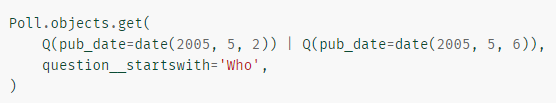 Poll.objects.get(
    Q(pub_date=date(2005, 5, 2)) | Q(pub_date=date(2005, 5, 6)),
    question__startswith='Who',
)